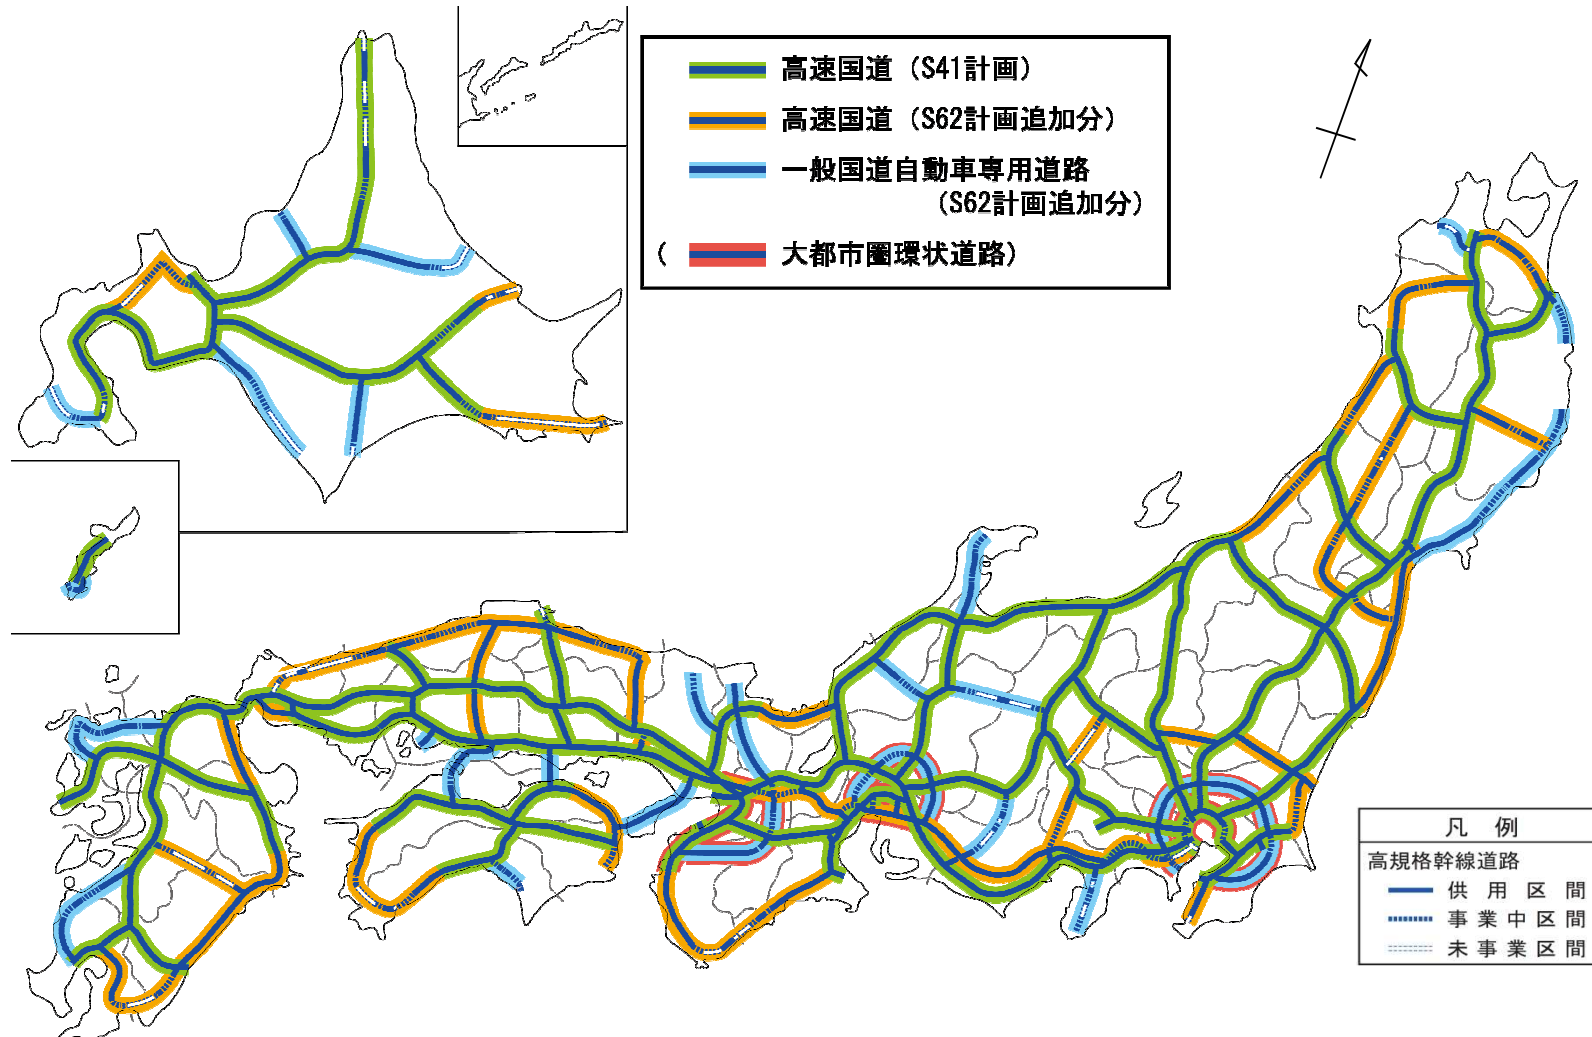 高速国道（S41計画）
高速国道（S62計画追加分）
一般国道自動車専用道路
（S62計画追加分）
（ 大都市圏環状道路）
凡 例
高規格幹線道路
供 用 区 間
事 業 中 区 間
未 事 業 区 間